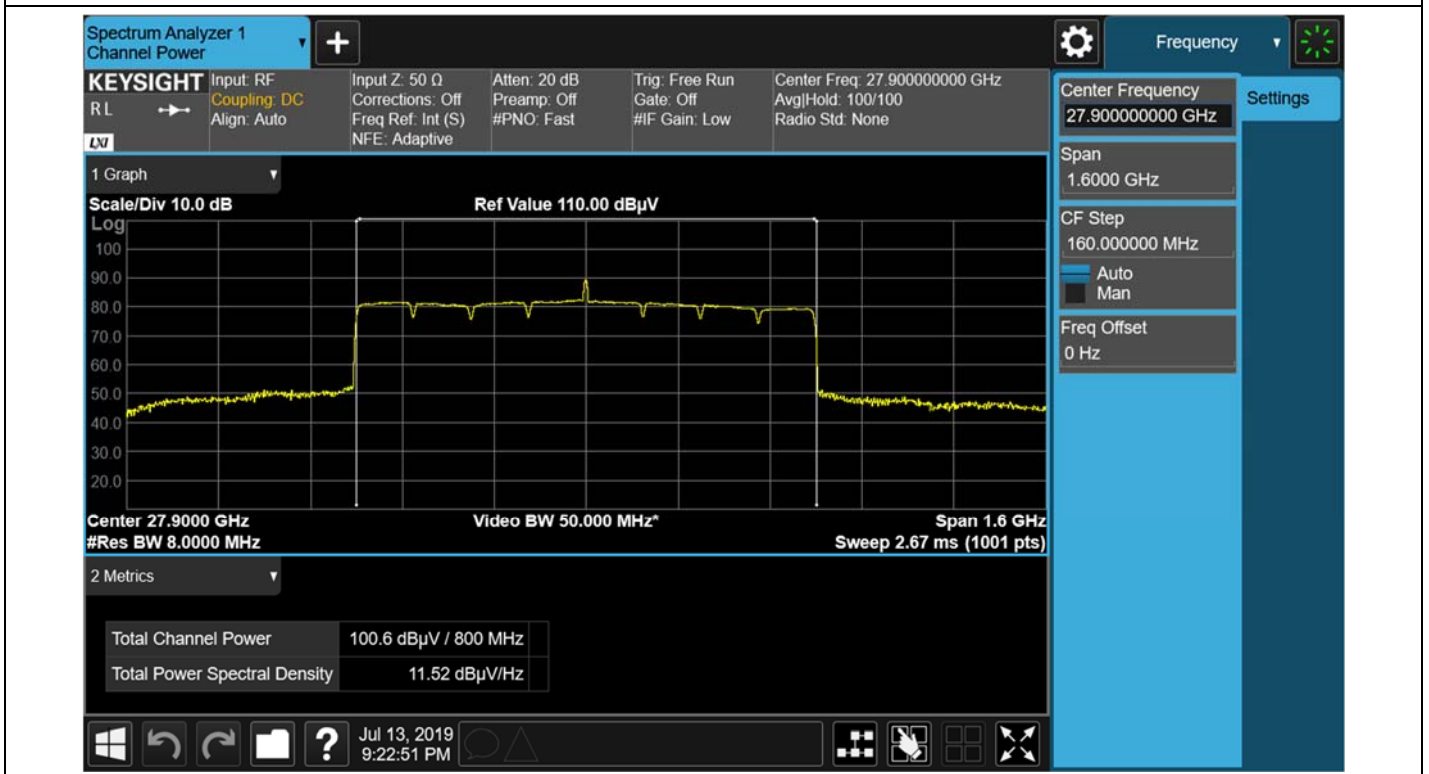 Spectrum Analyzer 1
Channel Power
+
Frequency
KEYSIGHT
R L
LXI
Input: RF
Coupling: DC
Align: Auto
Input Z: 50 Ω
Corrections: Off
Freq Ref: Int (S)
NFE: Adaptive
Atten: 20 dB
Preamp: Off
#PNO: Fast
Trig: Free Run
Gate: Off
#IF Gain: Low
Center Freq: 27.900000000 GHz
Avg|Hold: 100/100
Radio Std: None
Center Frequency
27.900000000 GHz
Settings
Span
1.6000 GHz
CF Step
160.000000 MHz
Auto
Man
Freq Offset
0 Hz
1 Graph
Scale/Div 10.0 dB
Ref Value 110.00 dBµV
Log
100
90.0
80.0
70.0
60.0
50.0
40.0
30.0
20.0
Center 27.9000 GHz
Video BW 50.000 MHz*
Span 1.6 GHz
#Res BW 8.0000 MHz
Sweep 2.67 ms (1001 pts)
2 Metrics
Total Channel Power 100.6 dBµV / 800 MHz
Total Power Spectral Density 11.52 dBµV/Hz
?
Jul 13, 2019
9:22:51 PM